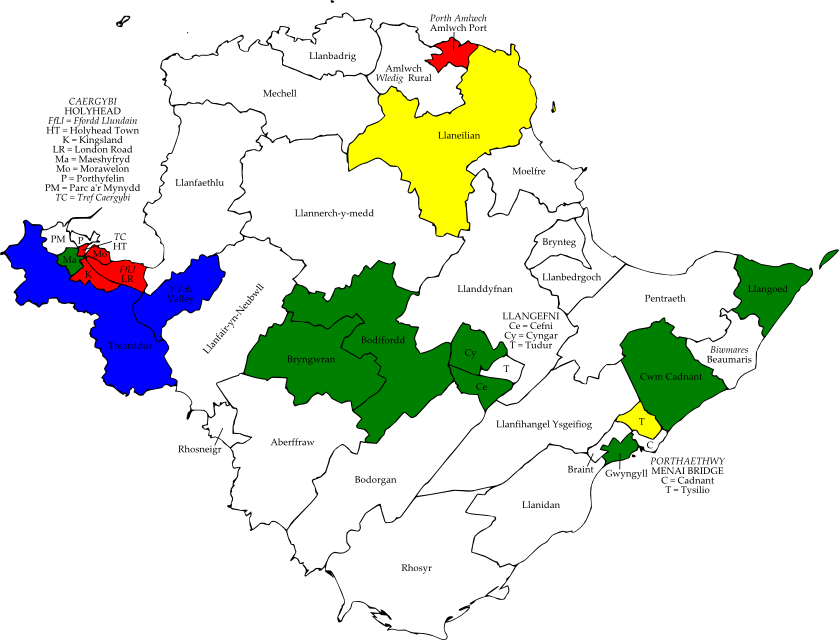 Porth Amlwch
Amlwch Port
Llanbadrig
Amlwch
Wledig Rural
Mechell
CAERGYBI
HOLYHEAD
FfLl = Ffordd Llundain
HT = Holyhead Town
K = Kingsland
LR = London Road
Ma = Maeshyfryd
Mo = Morawelon
P = Porthyfelin
PM = Parc a'r Mynydd
TC = Tref Caergybi
Llaneilian
Moelfre
Llanfaethlu
Llannerch-y-medd
PM
P
TC
HT
Ma
Mo
K
FfLl
LR
Brynteg
Llanbedrgoch
Y Fali
Valley
Llanddyfnan
Pentraeth
Llangoed
Llanfair-yn-Neubwll
LLANGEFNI
Ce = Cefni
Cy = Cyngar
T = Tudur
Trearddur
Bodffordd
Bryngwran
Cy
T
Ce
Biwmares
Beaumaris
Cwm Cadnant
Rhosneigr
Aberffraw
Llanfihangel Ysgeifiog
T
C
Braint
Gwyngyll
PORTHAETHWY
MENAI BRIDGE
C = Cadnant
T = Tysilio
Bodorgan
Llanidan
Rhosyr